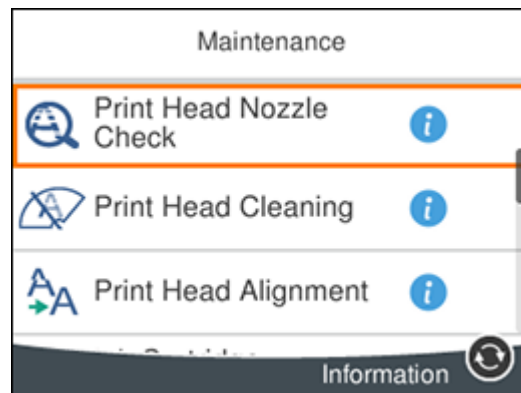 Maintenance
Print Head Nozzle
Check
Print Head Cleaning
Print Head Alignment
Information